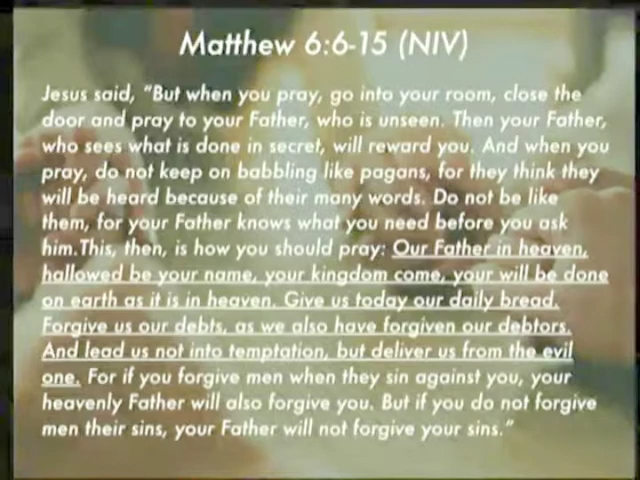 Matthew 6:6-15 (NIV)
Jesus said, "But when you pray, go into your room, close the
door and pray to your Father, who is unseen. Then your Father,
who sees what is done in secret, will reward you. And when you
pray, do not keep on babbling like pagans, for they think they
will be heard because of their many words. Do not be like
them, for your Father knows what you need before you ask
him.This, then, is how you should pray: Our Father in heaven,
hallowed be your name, your kingdom come, your will be done
on earth as it is in heaven. Give us today our daily bread.
Forgive us our debts, as we also have forgiven our debtors.
And lead us not into temptation, but deliver us from the evil
one. For if you forgive men when they sin against you, your
heavenly Father will also forgive you. But if you do not forgive
men their sins, your Father will not forgive your sins."